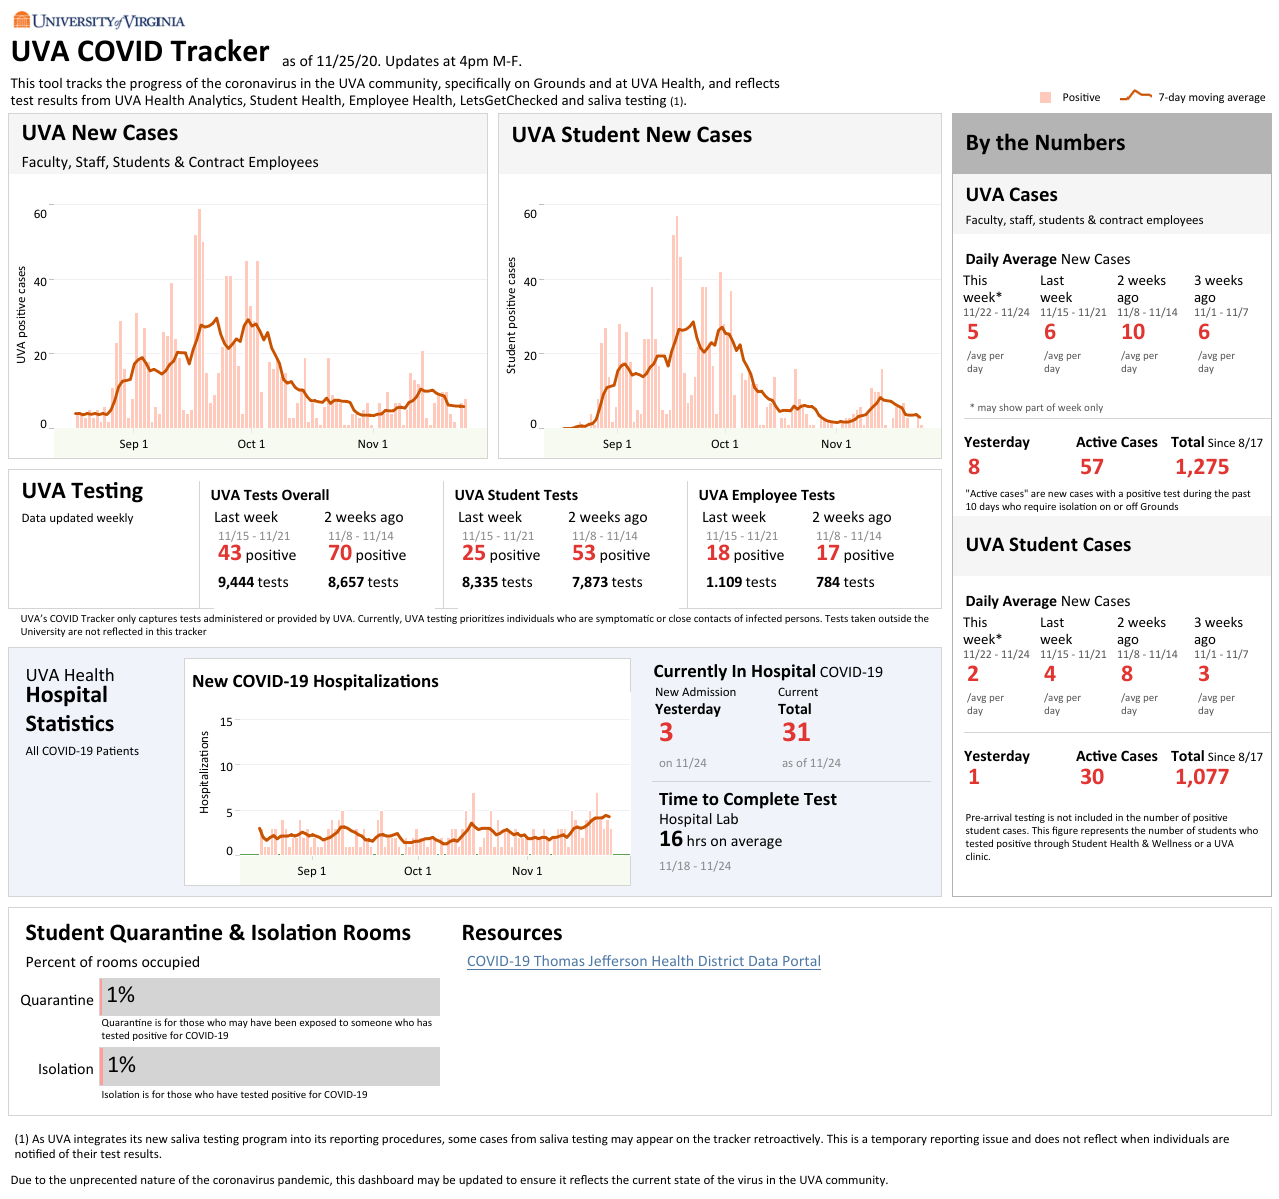 UNIVERSITY of VIRGINIA
UVA COVID Tracker as of 11/25/20. Updates at 4pm M-F.
This tool tracks the progress of the coronavirus in the UVA community, specifically on Grounds and at UVA Health, and reflects
test results from UVA Health Analytics, Student Health, Employee Health, LetsGetChecked and saliva testing (1).
Positive 7-day moving average
UVA New Cases
Faculty, Staff, Students & Contract Employees
UVA positive cases
60
40
20
0
Sep 1 Oct 1 Nov 1
UVA Student New Cases
Student positive cases
60
40
20
0
Sep 1 Oct 1 Nov 1
By the Numbers
UVA Cases
Faculty, staff, students & contract employees
Daily Average New Cases
This Last 2 weeks 3 weeks
week* week ago ago
11/22 - 11/24 11/15 - 11/21 11/8 - 11/14 11/1 - 11/7
5 6 10 6
/avg per /avg per /avg per /avg per
day day day day
* may show part of week only
Yesterday Active Cases Total Since 8/17
8 57 1,275
"Active cases" are new cases with a positive test during the past
10 days who require isolation on or off Grounds
UVA Student Cases
Daily Average New Cases
This Last 2 weeks 3 weeks
week* week ago ago
11/22 - 11/24 11/15 - 11/21 11/8 - 11/14 11/1 - 11/7
2 4 8 3
/avg per /avg per /avg per /avg per
day day day day
Yesterday Active Cases Total Since 8/17
1 30 1,077
Pre-arrival testing is not included in the number of positive
student cases. This figure represents the number of students who
tested positive through Student Health & Wellness or a UVA
clinic.
UVA Testing
Data updated weekly
UVA Tests Overall
Last week 2 weeks ago
11/15 - 11/21 11/8 - 11/14
43 positive 70 positive
9,444 tests 8,657 tests
UVA Student Tests
Last week 2 weeks ago
11/15 - 11/21 11/8 - 11/14
25 positive 53 positive
8,335 tests 7,873 tests
UVA Employee Tests
Last week 2 weeks ago
11/15 - 11/21 11/8 - 11/14
18 positive 17 positive
1.109 tests 784 tests
UVA's COVID Tracker only captures tests administered or provided by UVA. Currently, UVA testing prioritizes individuals who are symptomatic or close contacts of infected persons. Tests taken outside the
University are not reflected in this tracker
UVA Health
Hospital
Statistics
All COVID-19 Patients
New COVID-19 Hospitalizations
Hospitalizations
15
10
5
0
Sep 1 Oct 1 Nov 1
Currently In Hospital COVID-19
New Admission Current
Yesterday Total
3 31
on 11/24 as of 11/24
Time to Complete Test
Hospital Lab
16 hrs on average
11/18 - 11/24
Student Quarantine & Isolation Rooms
Percent of rooms occupied
Quarantine 1%
Quarantine is for those who may have been exposed to someone who has
tested positive for COVID-19
Isolation 1%
Isolation is for those who have tested positive for COVID-19
Resources
COVID-19 Thomas Jefferson Health District Data Portal
(1) As UVA integrates its new saliva testing program into its reporting procedures, some cases from saliva testing may appear on the tracker retroactively. This is a temporary reporting issue and does not reflect when individuals are
notified of their test results.
Due to the unprecented nature of the coronavirus pandemic, this dashboard may be updated to ensure it reflects the current state of the virus in the UVA community.